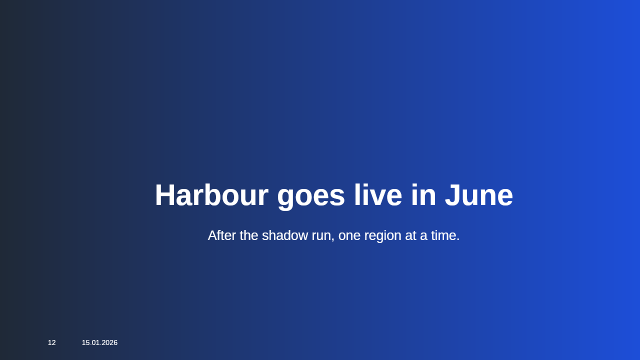 Harbour goes live in June
After the shadow run, one region at a time.
12 15.01.2026